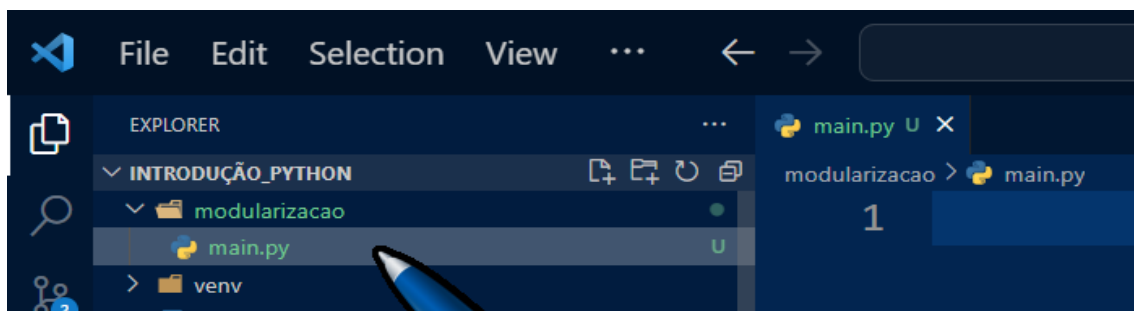 File Edit Selection View ··· ← →
EXPLORER ···
main.py U ×
INTRODUÇÃO_PYTHON
modularizacao > main.py
modularizacao
1
main.py U
venv